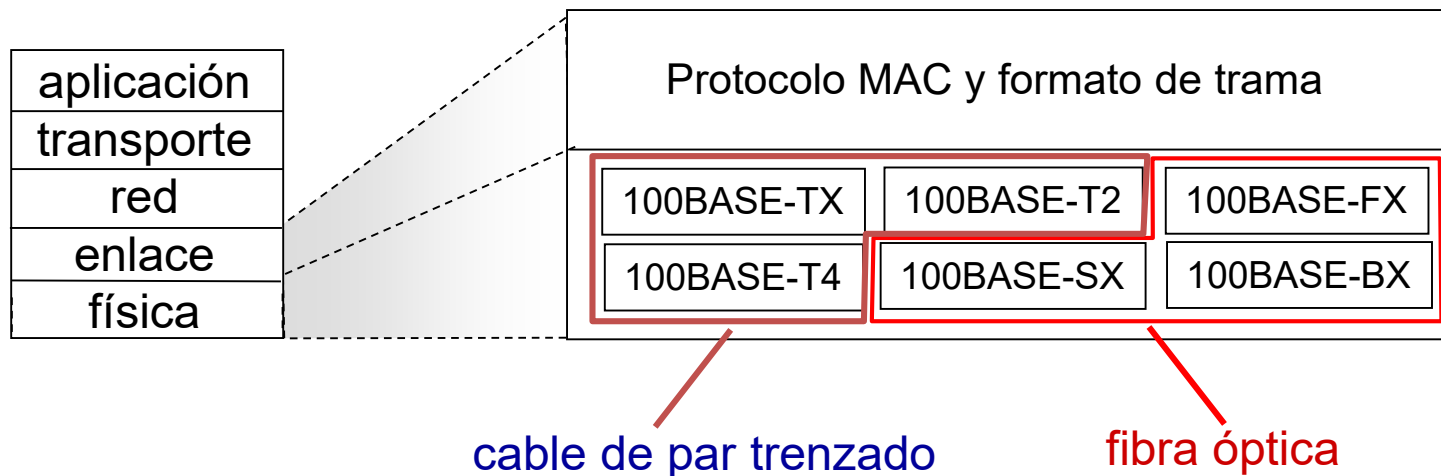 aplicación
transporte
red
enlace
física
Protocolo MAC y formato de trama
100BASE-TX 100BASE-T2 100BASE-FX
100BASE-T4 100BASE-SX 100BASE-BX
cable de par trenzado
fibra óptica